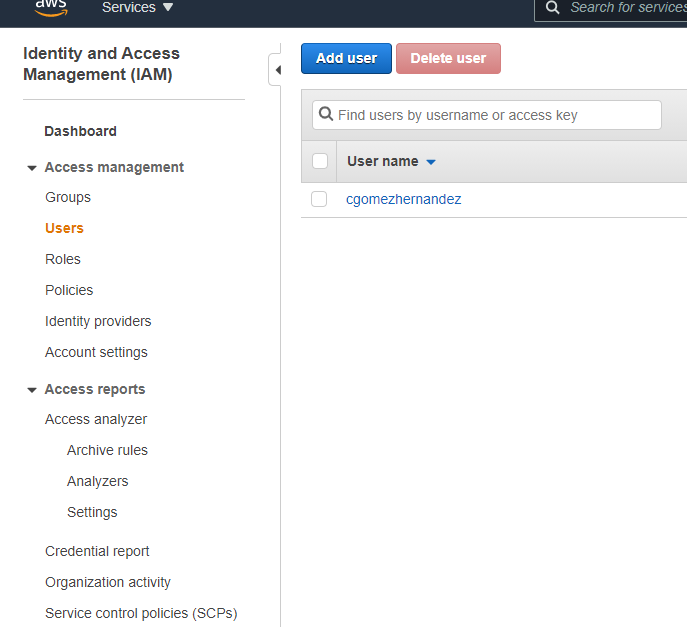 aws
Services
Search for services
Identity and Access
Management (IAM)
Add user
Delete user
Find users by username or access key
Dashboard
User name
Access management
Groups
cgomezhernandez
Users
Roles
Policies
Identity providers
Account settings
Access reports
Access analyzer
Archive rules
Analyzers
Settings
Credential report
Organization activity
Service control policies (SCPs)